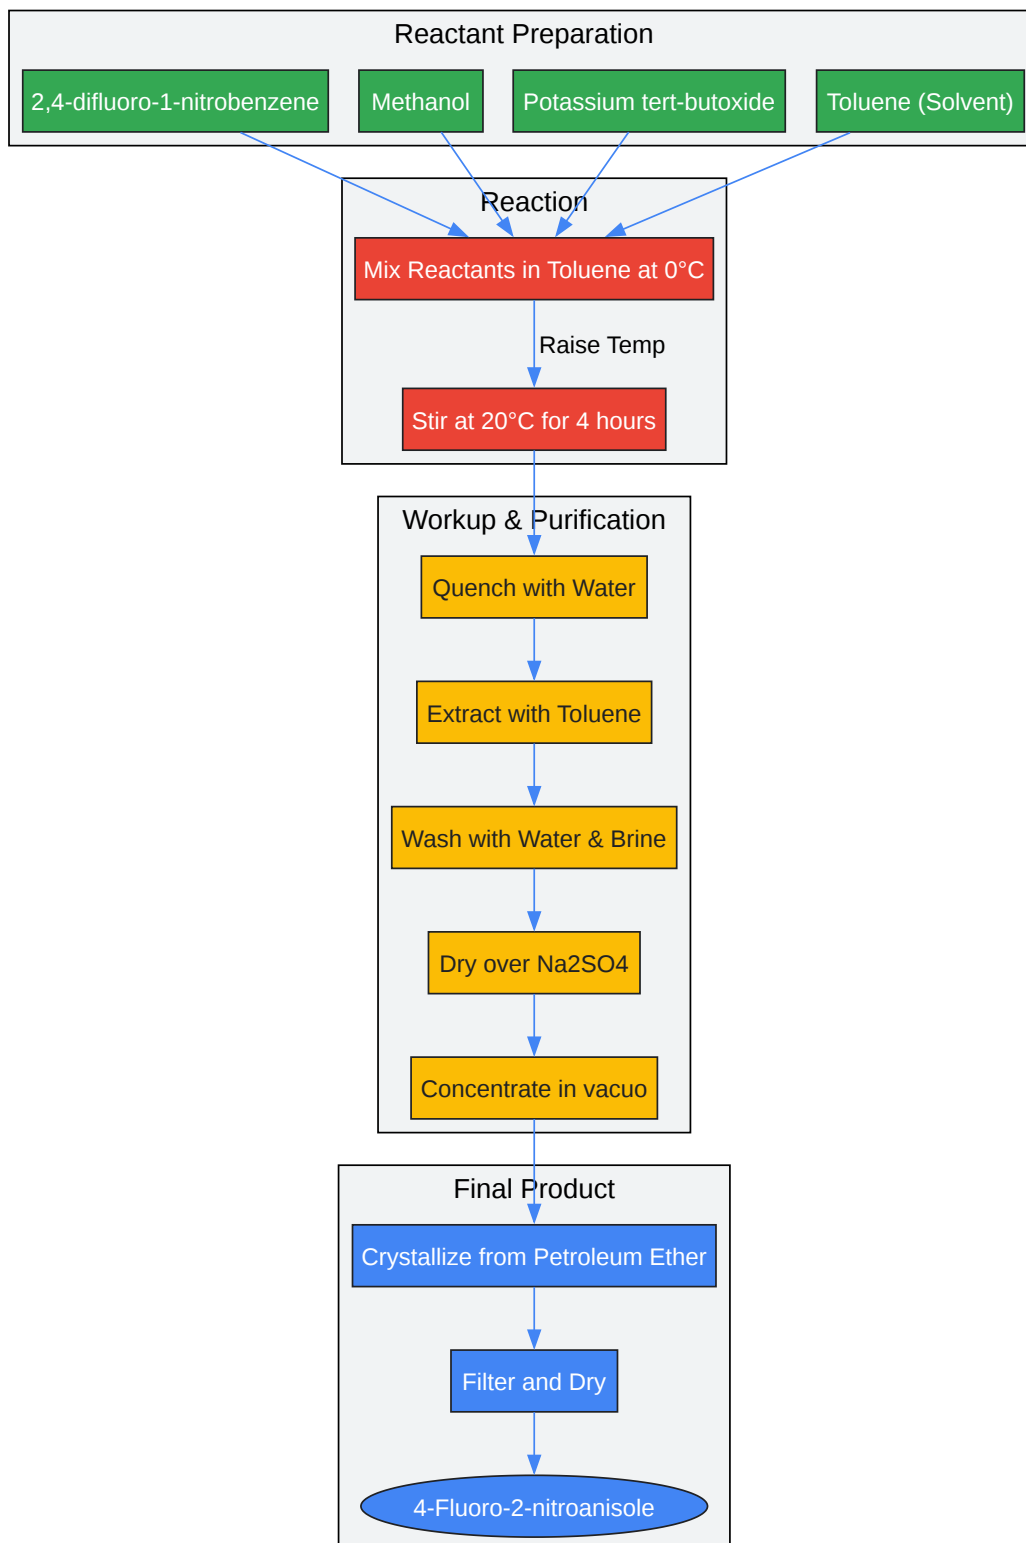 Reactant Preparation
2,4-difluoro-1-nitrobenzene
Methanol
Potassium tert-butoxide
Toluene (Solvent)
Reaction
Mix Reactants in Toluene at 0°C
Raise Temp
Stir at 20°C for 4 hours
Workup & Purification
Quench with Water
Extract with Toluene
Wash with Water & Brine
Dry over Na2SO4
Concentrate in vacuo
Final Product
Crystallize from Petroleum Ether
Filter and Dry
4-Fluoro-2-nitroanisole